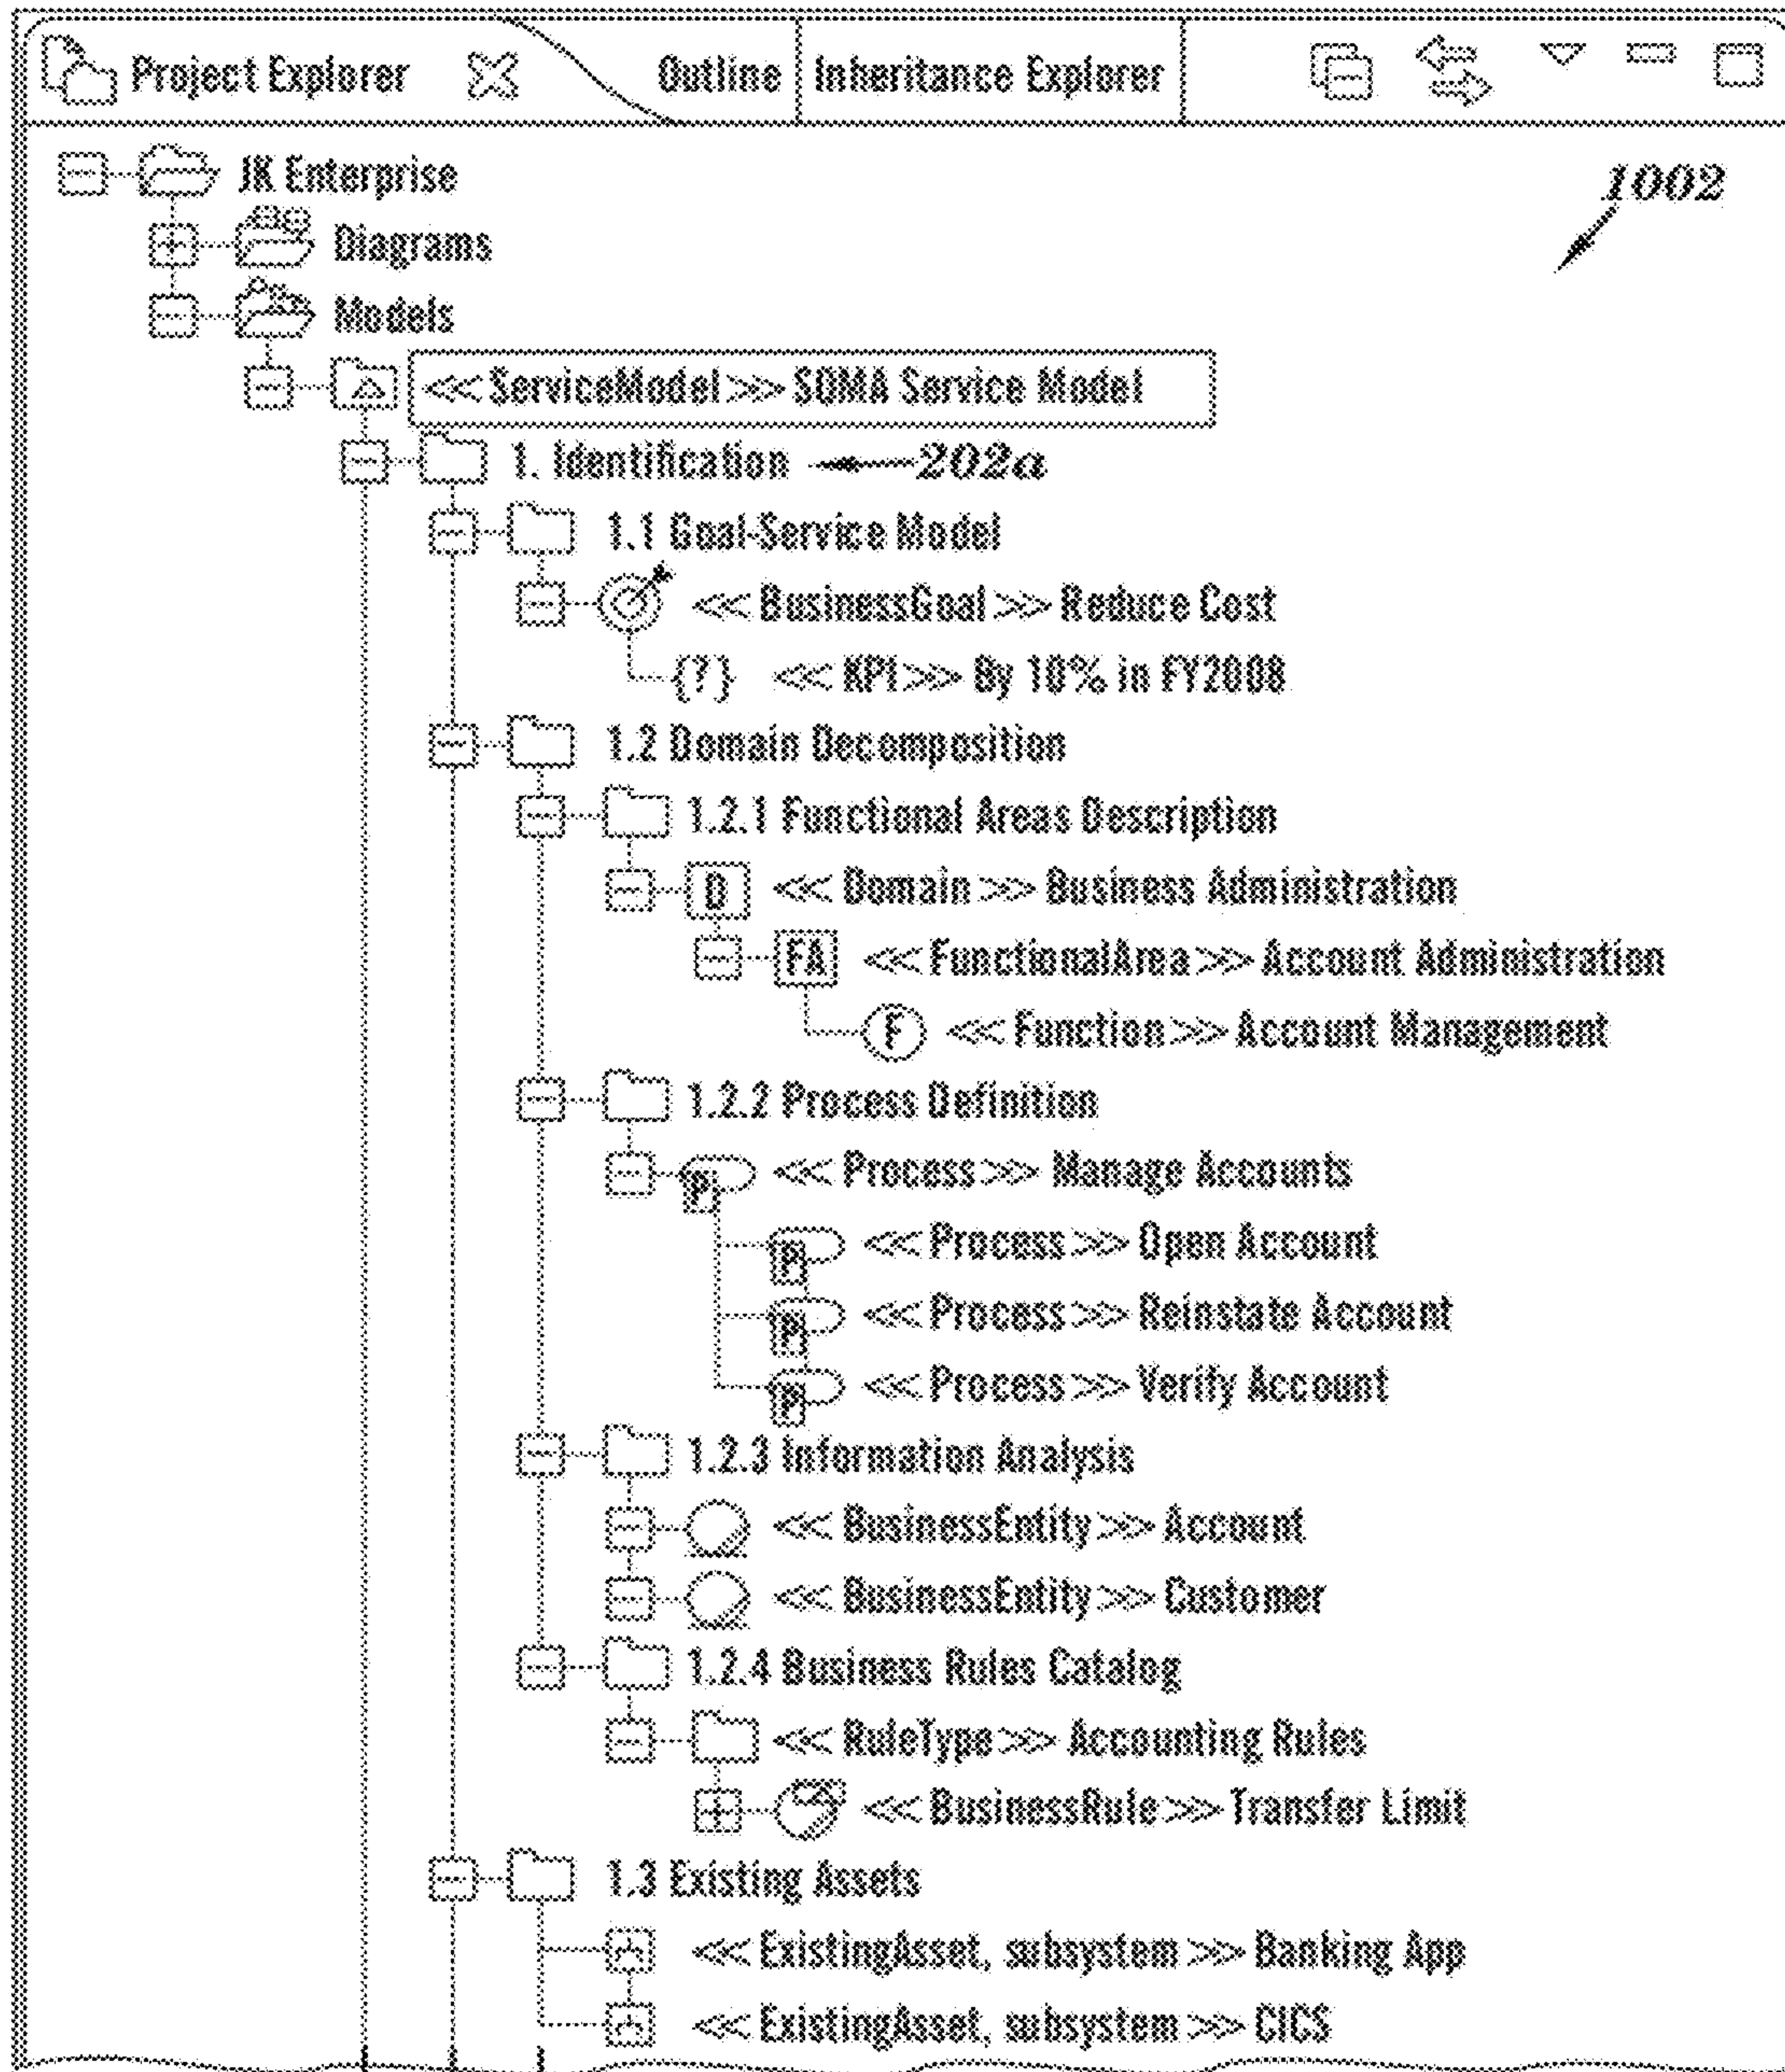 Project Explorer Outline Inheritance Explorer
JK Enterprise
1002
Diagrams
Models
<<ServiceModel>> SOMA Service Model
1. Identification 202a
1.1 Goal-Service Model
<<BusinessGoal>> Reduce Cost
{?} <<KPI>> By 10% in FY2008
1.2 Domain Decomposition
1.2.1 Functional Areas Description
D <<Domain>> Business Administration
FA <<FunctionalArea>> Account Administration
F <<Function>> Account Management
1.2.2 Process Definition
P <<Process>> Manage Accounts
P <<Process>> Open Account
P <<Process>> Reinstate Account
P <<Process>> Verify Account
1.2.3 Information Analysis
<<BusinessEntity>> Account
<<BusinessEntity>> Customer
1.2.4 Business Rules Catalog
<<RuleType>> Accounting Rules
<<BusinessRule>> Transfer Limit
1.3 Existing Assets
<<ExistingAsset, subsystem>> Banking App
<<ExistingAsset, subsystem>> CICS